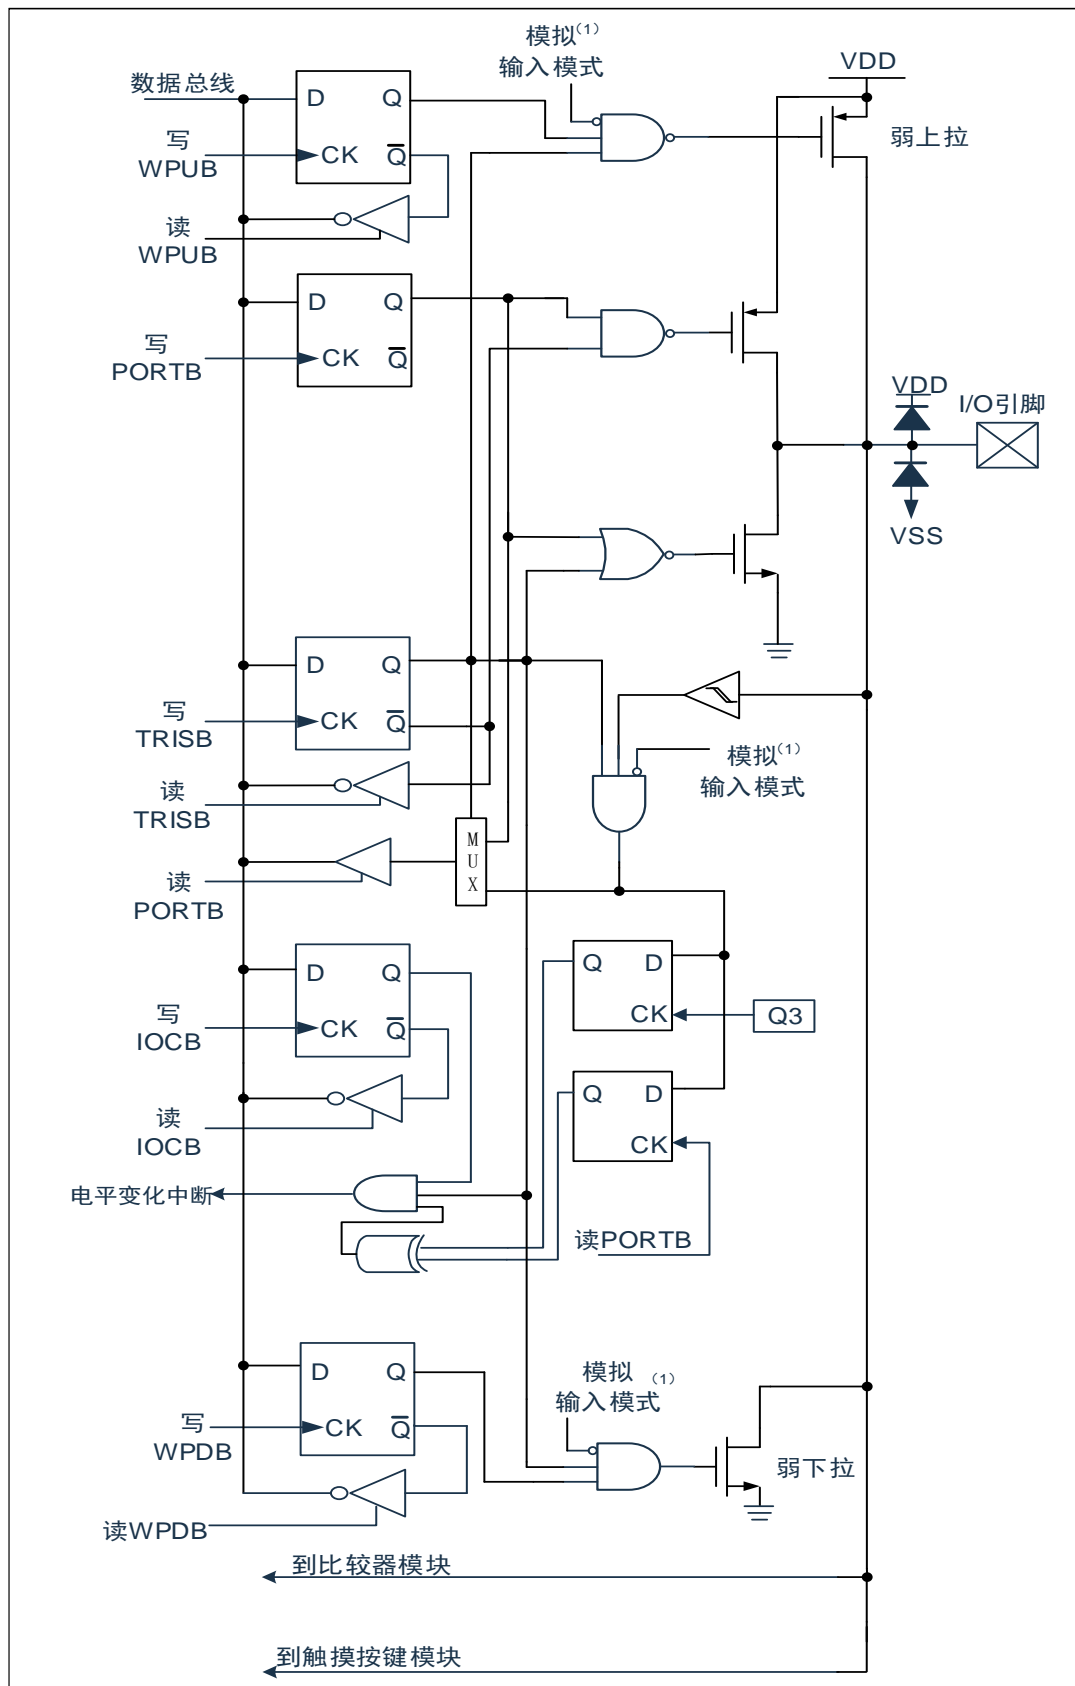 模拟(1)
输入模式
VDD
数据总线
D Q
弱上拉
写
WPUB
CK Q
读
WPUB
D Q
写
PORTB
CK Q
VDD
I/O引脚
VSS
D Q
写
TRISB
CK Q
模拟(1)
输入模式
读
TRISB
MUX
读
PORTB
D Q
Q D
写
IOCB
CK Q
CK
Q3
Q D
读
IOCB
CK
电平变化中断
读PORTB
D Q
模拟(1)
输入模式
写
WPDB
CK Q
弱下拉
读WPDB
到比较器模块
到触摸按键模块